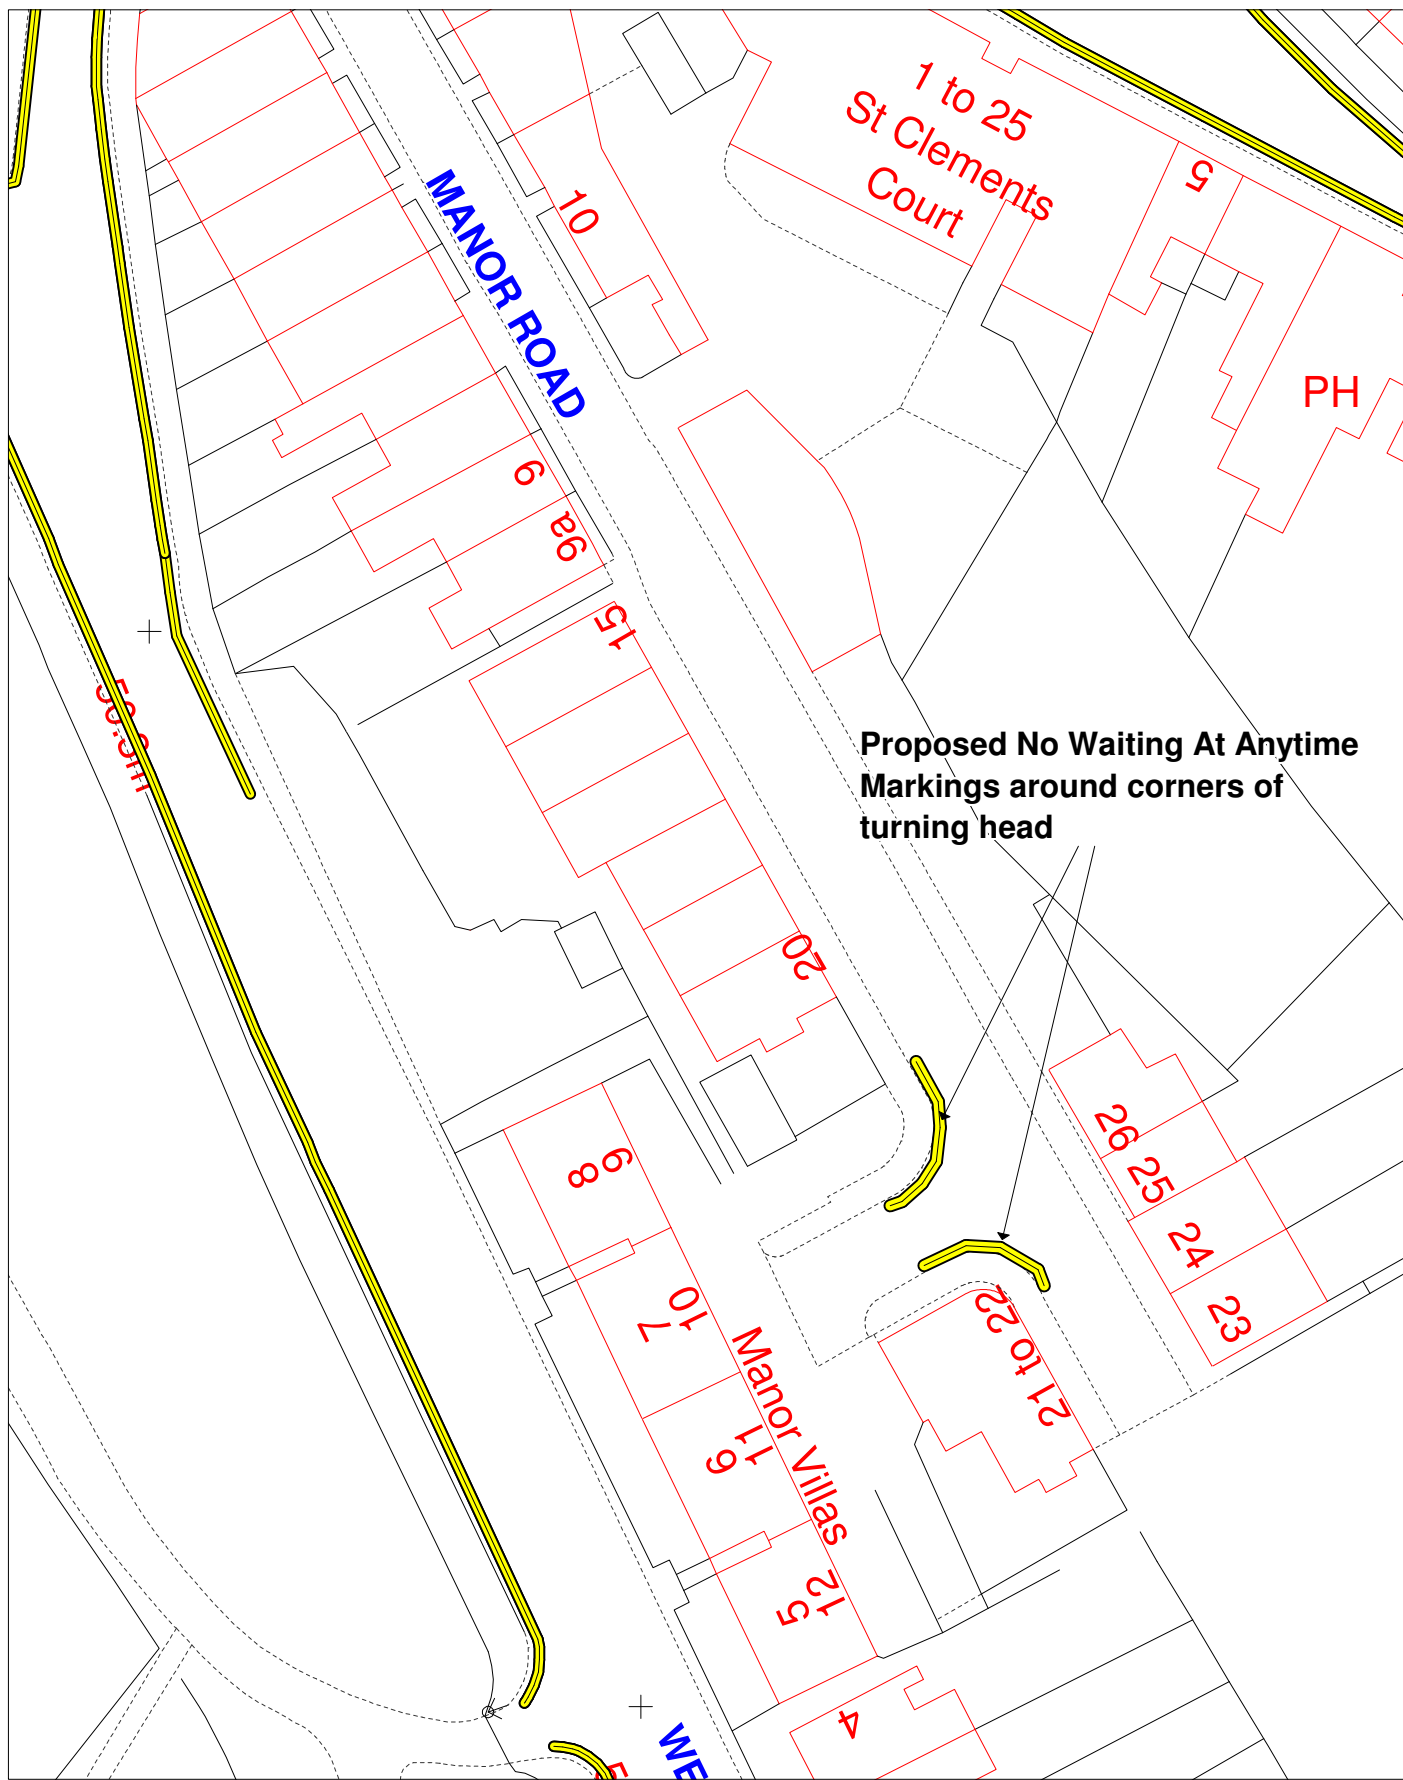 1 to 25
St Clements
Court
5
10
MANOR ROAD
PH
9
9a
15
Proposed No Waiting At Anytime
Markings around corners of
turning head
20
26
25
24
23
9
8
10
7
Manor Villas
11
6
21 to 22
12
5
4